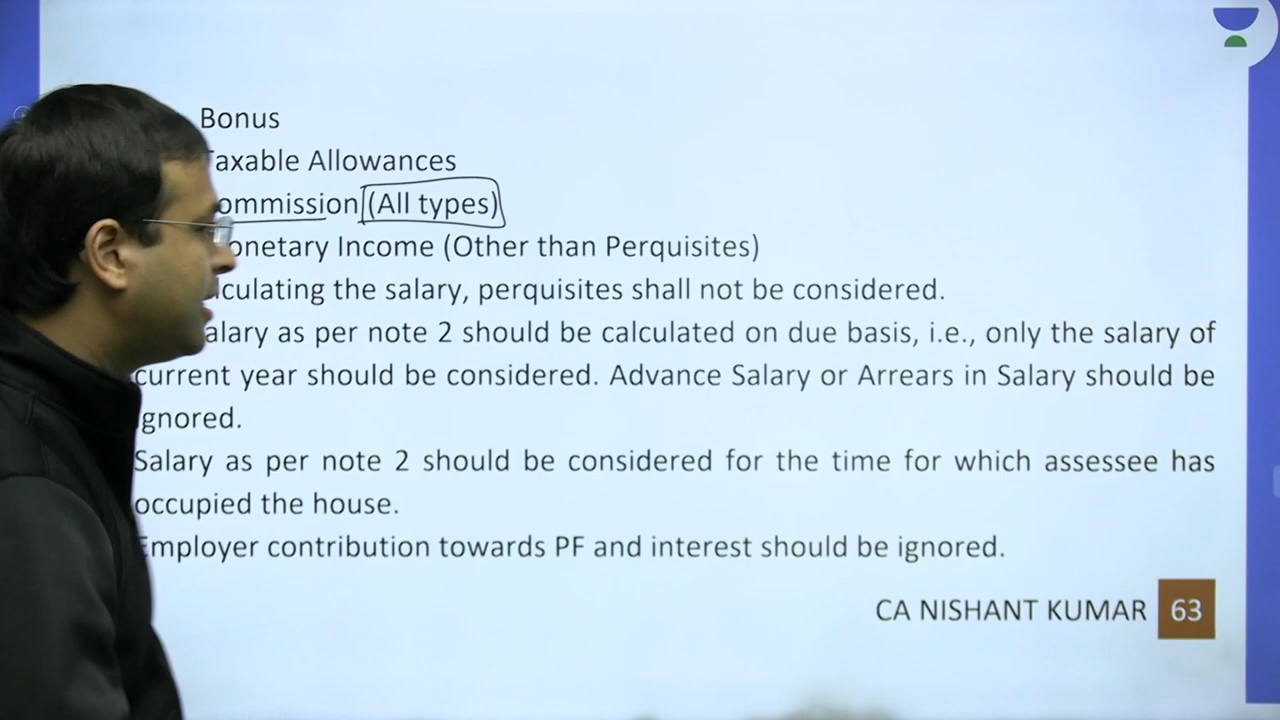 Bonus
Taxable Allowances
ommission (All types)
onetary Income (Other than Perquisites)
lculating the salary, perquisites shall not be considered.
alary as per note 2 should be calculated on due basis, i.e., only the salary of
current year should be considered. Advance Salary or Arrears in Salary should be
ignored.
Salary as per note 2 should be considered for the time for which assessee has
occupied the house.
Employer contribution towards PF and interest should be ignored.
CA NISHANT KUMAR 63